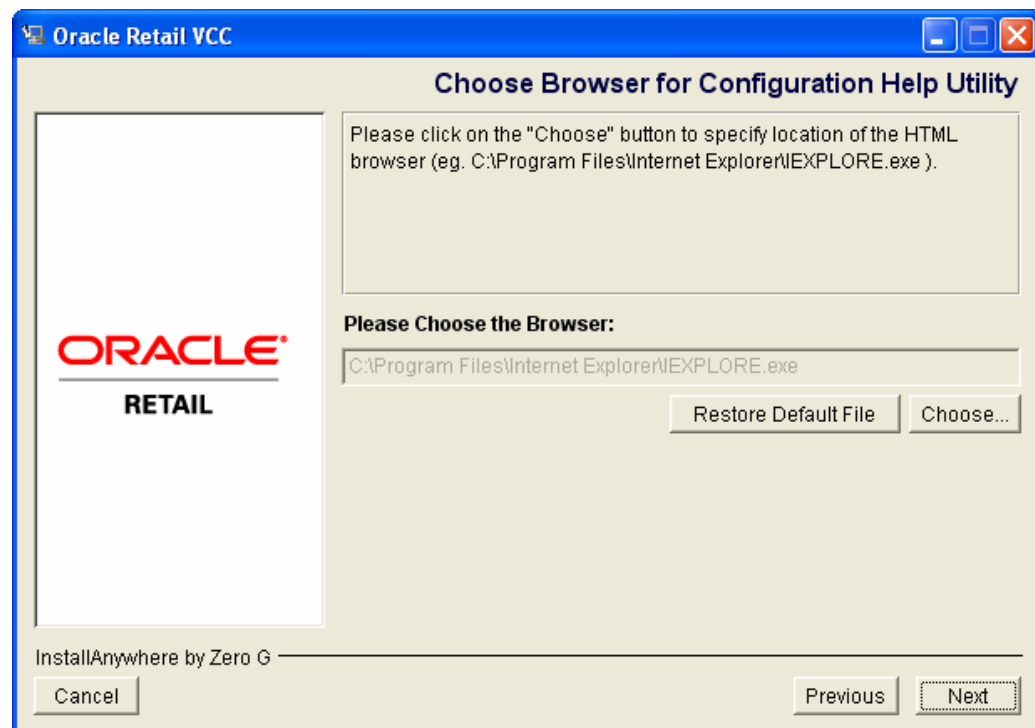 Oracle Retail VCC
Choose Browser for Configuration Help Utility
Please click on the "Choose" button to specify location of the HTML
browser (eg. C:\Program Files\Internet Explorer\IEXPLORE.exe ).
ORACLE
RETAIL
Please Choose the Browser:
C:\Program Files\Internet Explorer\IEXPLORE.exe
Restore Default File
Choose...
InstallAnywhere by Zero G
Cancel
Previous
Next